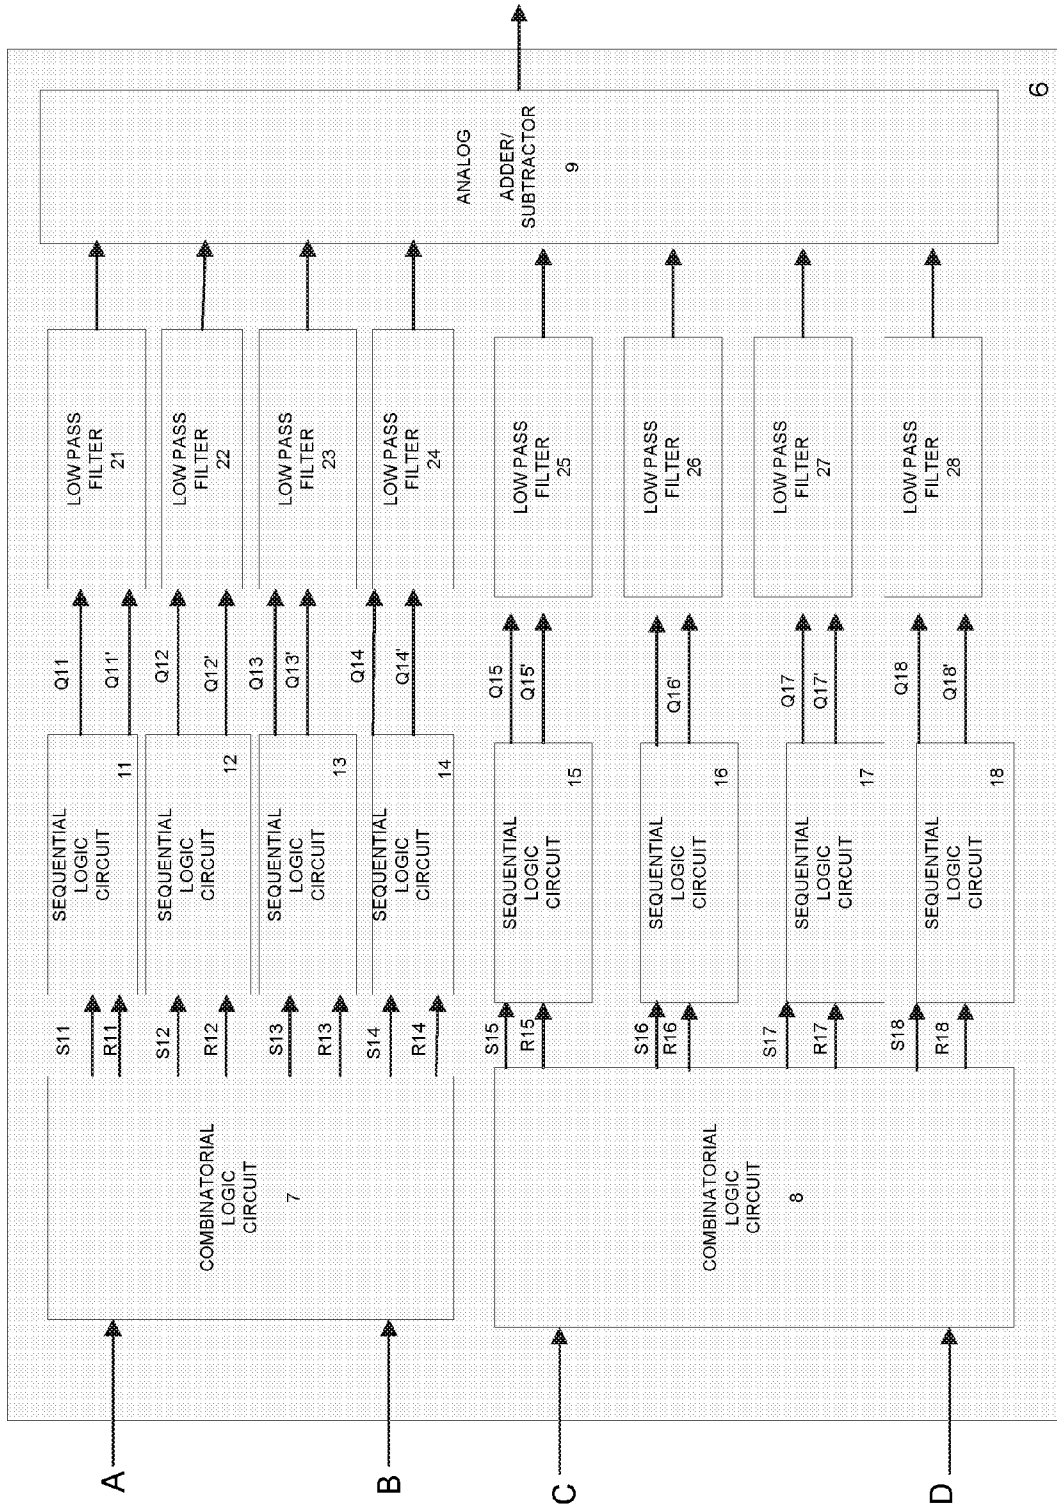 A
B
C
D
COMBINATORIAL
LOGIC
CIRCUIT
7
COMBINATORIAL
LOGIC
CIRCUIT
8
S11
R11
S12
R12
S13
R13
S14
R14
S15
R15
S16
R16
S17
R17
S18
R18
SEQUENTIAL
LOGIC
CIRCUIT
11
SEQUENTIAL
LOGIC
CIRCUIT
12
SEQUENTIAL
LOGIC
CIRCUIT
13
SEQUENTIAL
LOGIC
CIRCUIT
14
SEQUENTIAL
LOGIC
CIRCUIT
15
SEQUENTIAL
LOGIC
CIRCUIT
16
SEQUENTIAL
LOGIC
CIRCUIT
17
SEQUENTIAL
LOGIC
CIRCUIT
18
Q11
Q11'
Q12
Q12'
Q13
Q13'
Q14
Q14'
Q15
Q15'
Q16'
Q17
Q17'
Q18
Q18'
LOW PASS
FILTER
21
LOW PASS
FILTER
22
LOW PASS
FILTER
23
LOW PASS
FILTER
24
LOW PASS
FILTER
25
LOW PASS
FILTER
26
LOW PASS
FILTER
27
LOW PASS
FILTER
28
ANALOG
ADDER/
SUBTRACTOR
9
6